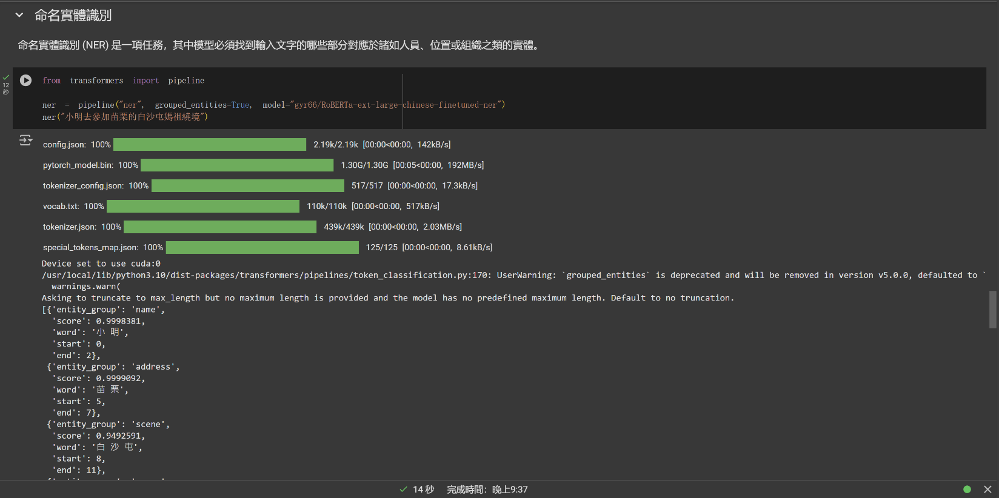 命名實體識別
命名實體識別 (NER) 是一項任務，其中模型必須找到輸入文字的哪些部分對應於諸如人員、位置或組織之類的實體。
12
秒
from transformers import pipeline
ner = pipeline("ner", grouped_entities=True, model="gyr66/RoBERTa-ext-large-chinese-finetuned-ner")
ner("小明去參加苗栗的白沙屯媽祖繞境")
config.json: 100% 2.19k/2.19k [00:00<00:00, 142kB/s]
pytorch_model.bin: 100% 1.30G/1.30G [00:05<00:00, 192MB/s]
tokenizer_config.json: 100% 517/517 [00:00<00:00, 17.3kB/s]
vocab.txt: 100% 110k/110k [00:00<00:00, 517kB/s]
tokenizer.json: 100% 439k/439k [00:00<00:00, 2.03MB/s]
special_tokens_map.json: 100% 125/125 [00:00<00:00, 8.61kB/s]
Device set to use cuda:0
/usr/local/lib/python3.10/dist-packages/transformers/pipelines/token_classification.py:170: UserWarning: `grouped_entities` is deprecated and will be removed in version v5.0.0, defaulted to `
warnings.warn(
Asking to truncate to max_length but no maximum length is provided and the model has no predefined maximum length. Default to no truncation.
[{'entity_group': 'name',
'score': 0.9998381,
'word': '小 明',
'start': 0,
'end': 2},
{'entity_group': 'address',
'score': 0.9999092,
'word': '苗 栗',
'start': 5,
'end': 7},
{'entity_group': 'scene',
'score': 0.9492591,
'word': '白 沙 屯',
'start': 8,
'end': 11},
14 秒 完成時間：晚上9:37